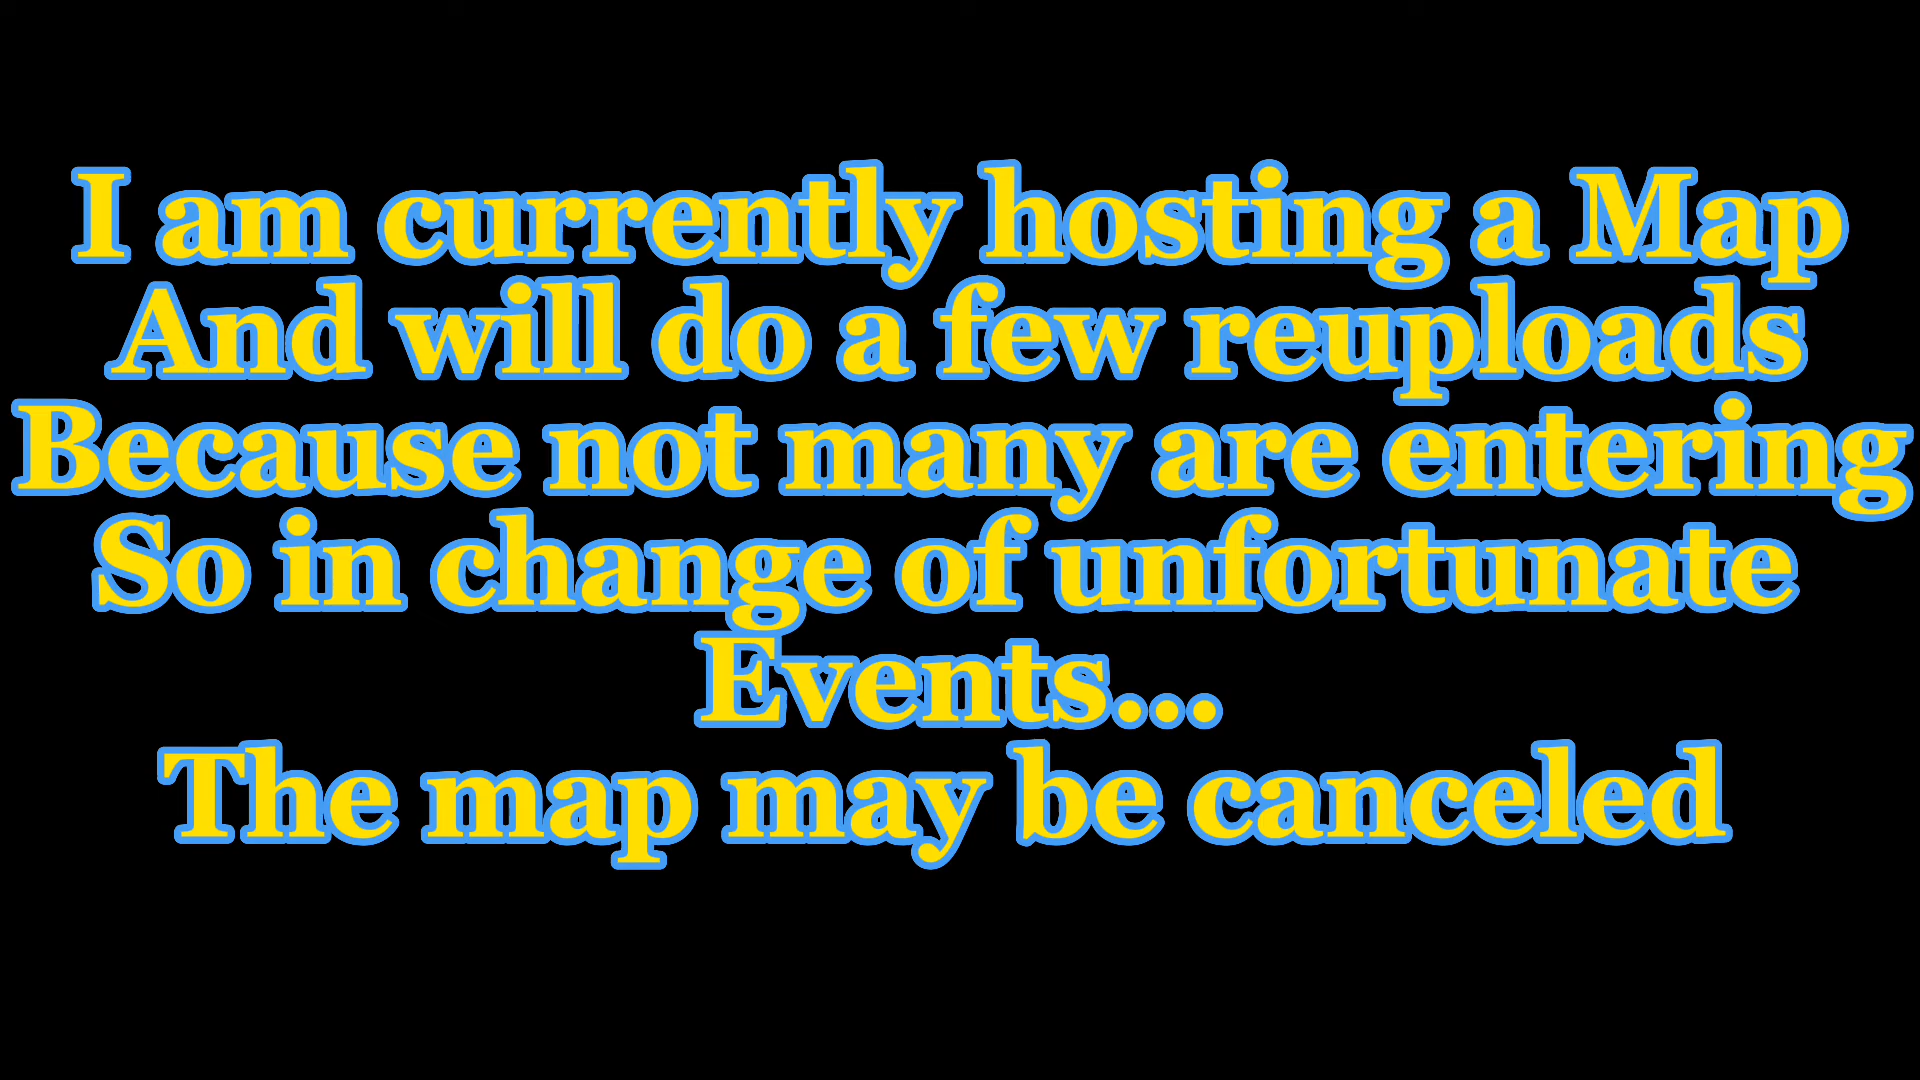 I am currently hosting a Map
And will do a few reuploads
Because not many are entering
So in change of unfortunate
Events...
The map may be canceled